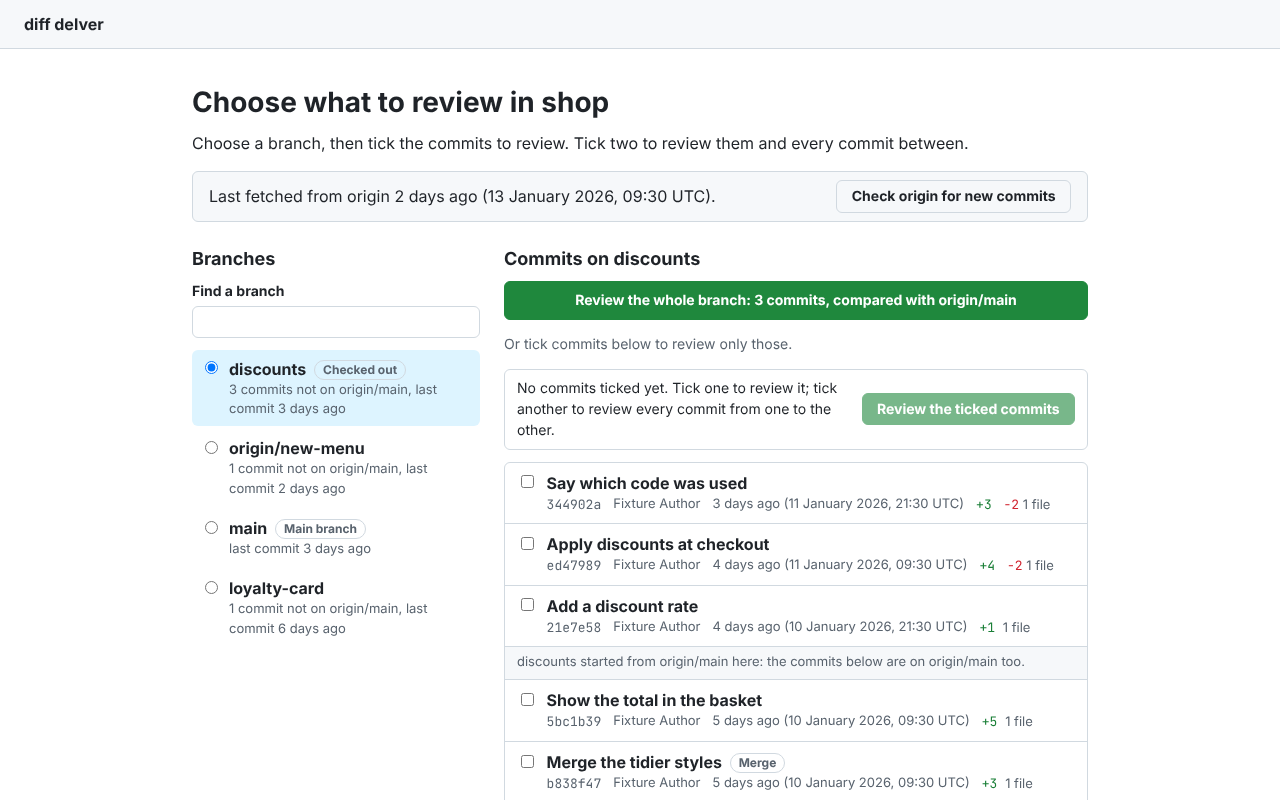 diff delver
Choose what to review in shop
Choose a branch, then tick the commits to review. Tick two to review them and every commit between.
Last fetched from origin 2 days ago (13 January 2026, 09:30 UTC).
Check origin for new commits
Branches
Find a branch
discounts Checked out
3 commits not on origin/main, last
commit 3 days ago
origin/new-menu
1 commit not on origin/main, last
commit 2 days ago
main Main branch
last commit 3 days ago
loyalty-card
1 commit not on origin/main, last
commit 6 days ago
Commits on discounts
Review the whole branch: 3 commits, compared with origin/main
Or tick commits below to review only those.
No commits ticked yet. Tick one to review it; tick
another to review every commit from one to the
other.
Review the ticked commits
Say which code was used
344902a Fixture Author 3 days ago (11 January 2026, 21:30 UTC) +3 -2 1 file
Apply discounts at checkout
ed47989 Fixture Author 4 days ago (11 January 2026, 09:30 UTC) +4 -2 1 file
Add a discount rate
21e7e58 Fixture Author 4 days ago (10 January 2026, 21:30 UTC) +1 1 file
discounts started from origin/main here: the commits below are on origin/main too.
Show the total in the basket
5bc1b39 Fixture Author 5 days ago (10 January 2026, 09:30 UTC) +5 1 file
Merge the tidier styles Merge
b838f47 Fixture Author 5 days ago (10 January 2026, 09:30 UTC) +3 1 file